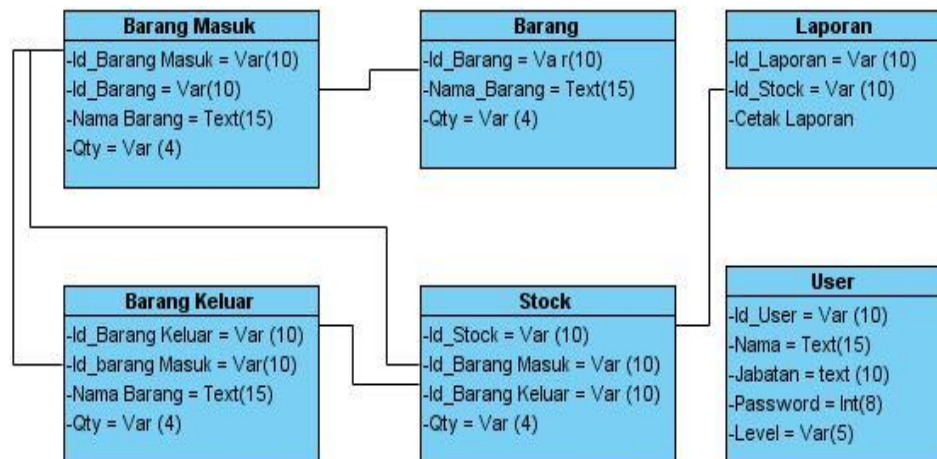 Barang Masuk
-Id_Barang Masuk = Var(10)
-Id_Barang = Var(10)
-Nama Barang = Text(15)
-Qty = Var (4)
Barang
-Id_Barang = Va r(10)
-Nama_Barang = Text(15)
-Qty = Var (4)
Laporan
-Id_Laporan = Var (10)
-Id_Stock = Var (10)
-Cetak Laporan
Barang Keluar
-Id_Barang Keluar = Var (10)
-Id_barang Masuk = Var(10)
-Nama Barang = Text(15)
-Qty = Var (4)
Stock
-Id_Stock = Var (10)
-Id_Barang Masuk = Var (10)
-Id_Barang Keluar = Var (10)
-Qty = Var (4)
User
-Id_User = Var (10)
-Nama = Text(15)
-Jabatan = text (10)
-Password = Int(8)
-Level = Var(5)